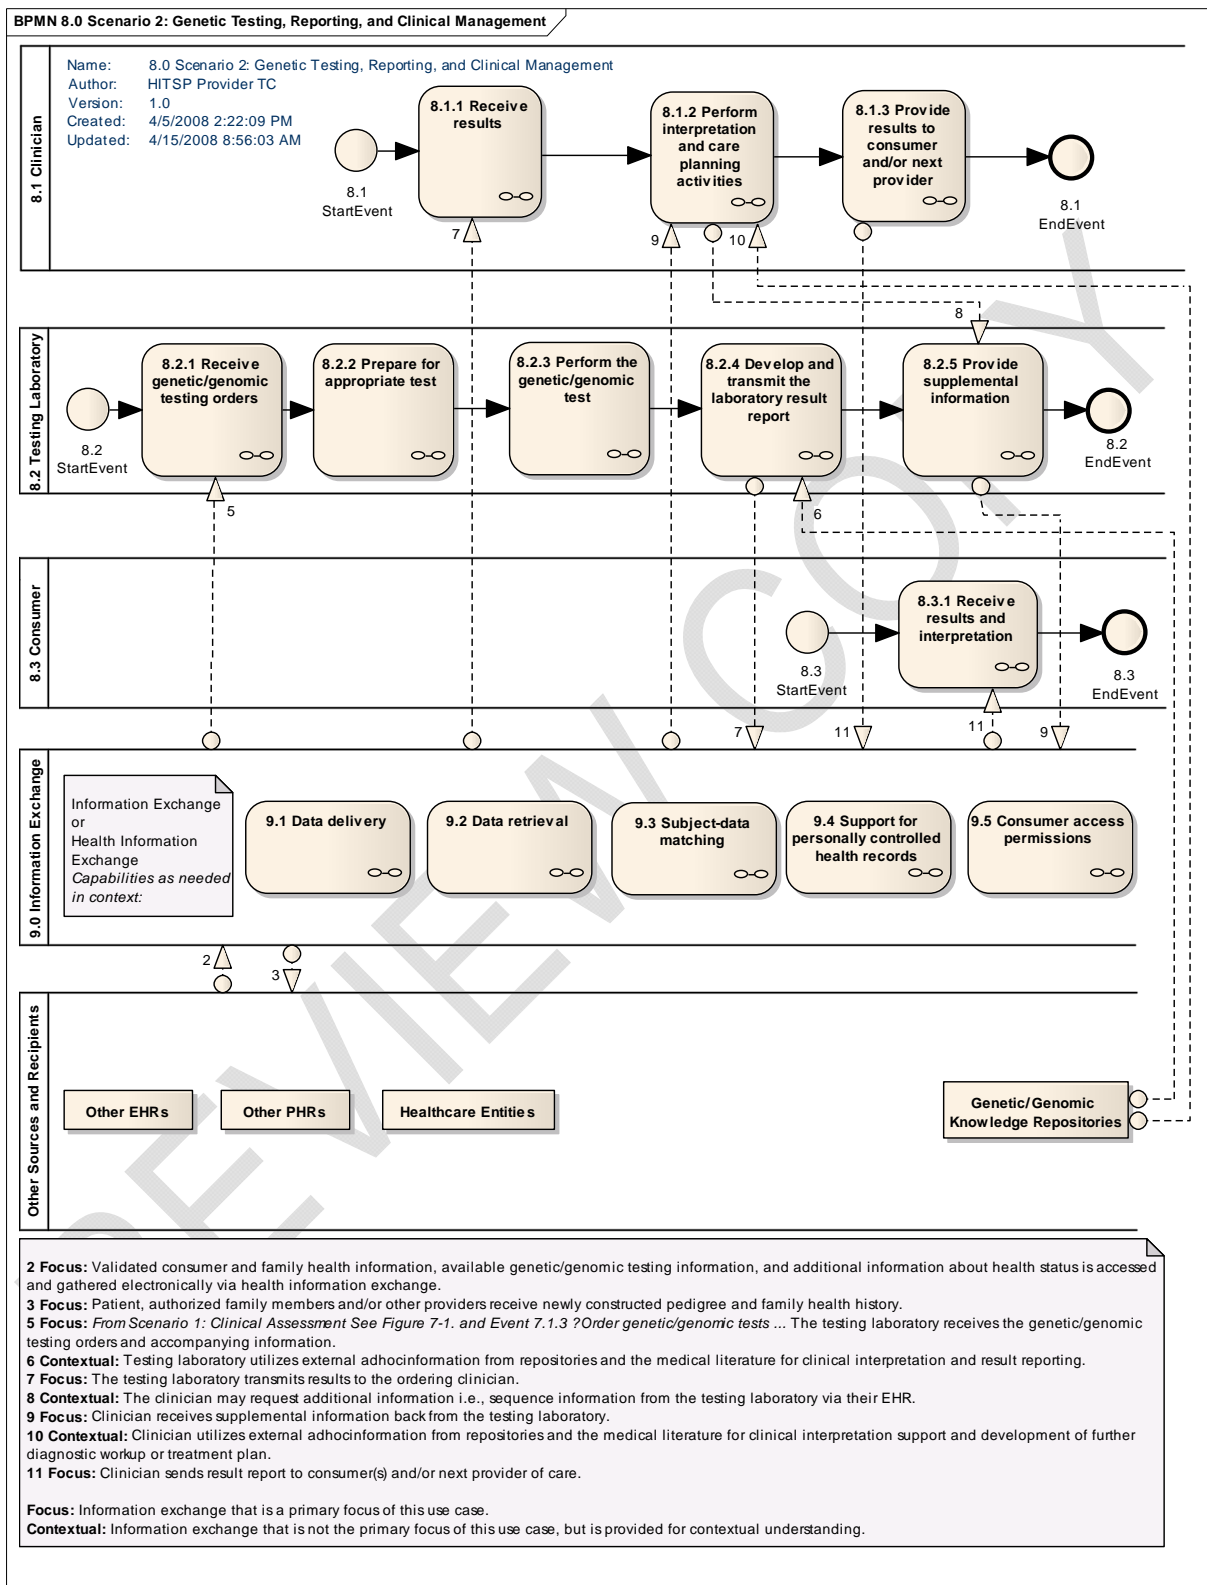 BPMN 8.0 Scenario 2: Genetic Testing, Reporting, and Clinical Management
8.1 Clinician
Name: 8.0 Scenario 2: Genetic Testing, Reporting, and Clinical Management
Author: HITSP Provider TC
Version: 1.0
Created: 4/5/2008 2:22:09 PM
Updated: 4/15/2008 8:56:03 AM
8.1
StartEvent
8.1.1 Receive
results
8.1.2 Perform
interpretation
and care
planning
activities
8.1.3 Provide
results to
consumer
and/or next
provider
8.1
EndEvent
7
9
10
8
8.2 Testing Laboratory
8.2
StartEvent
8.2.1 Receive
genetic/genomic
testing orders
8.2.2 Prepare for
appropriate test
8.2.3 Perform the
genetic/genomic
test
8.2.4 Develop and
transmit the
laboratory result
report
8.2.5 Provide
supplemental
information
8.2
EndEvent
5
6
8.3 Consumer
8.3
StartEvent
8.3.1 Receive
results and
interpretation
8.3
EndEvent
7
11
11
9
9.0 Information Exchange
Information Exchange
or
Health Information
Exchange
Capabilities as needed
in context:
9.1 Data delivery
9.2 Data retrieval
9.3 Subject-data
matching
9.4 Support for
personally controlled
health records
9.5 Consumer access
permissions
2
3
Other Sources and Recipients
Other EHRs
Other PHRs
Healthcare Entities
Genetic/Genomic
Knowledge Repositories
2 Focus: Validated consumer and family health information, available genetic/genomic testing information, and additional information about health status is accessed
and gathered electronically via health information exchange.
3 Focus: Patient, authorized family members and/or other providers receive newly constructed pedigree and family health history.
5 Focus: From Scenario 1: Clinical Assessment See Figure 7-1. and Event 7.1.3 ?Order genetic/genomic tests ... The testing laboratory receives the genetic/genomic
testing orders and accompanying information.
6 Contextual: Testing laboratory utilizes external adhocinformation from repositories and the medical literature for clinical interpretation and result reporting.
7 Focus: The testing laboratory transmits results to the ordering clinician.
8 Contextual: The clinician may request additional information i.e., sequence information from the testing laboratory via their EHR.
9 Focus: Clinician receives supplemental information back from the testing laboratory.
10 Contextual: Clinician utilizes external adhocinformation from repositories and the medical literature for clinical interpretation support and development of further
diagnostic workup or treatment plan.
11 Focus: Clinician sends result report to consumer(s) and/or next provider of care.
Focus: Information exchange that is a primary focus of this use case.
Contextual: Information exchange that is not the primary focus of this use case, but is provided for contextual understanding.
REVIEW COPY